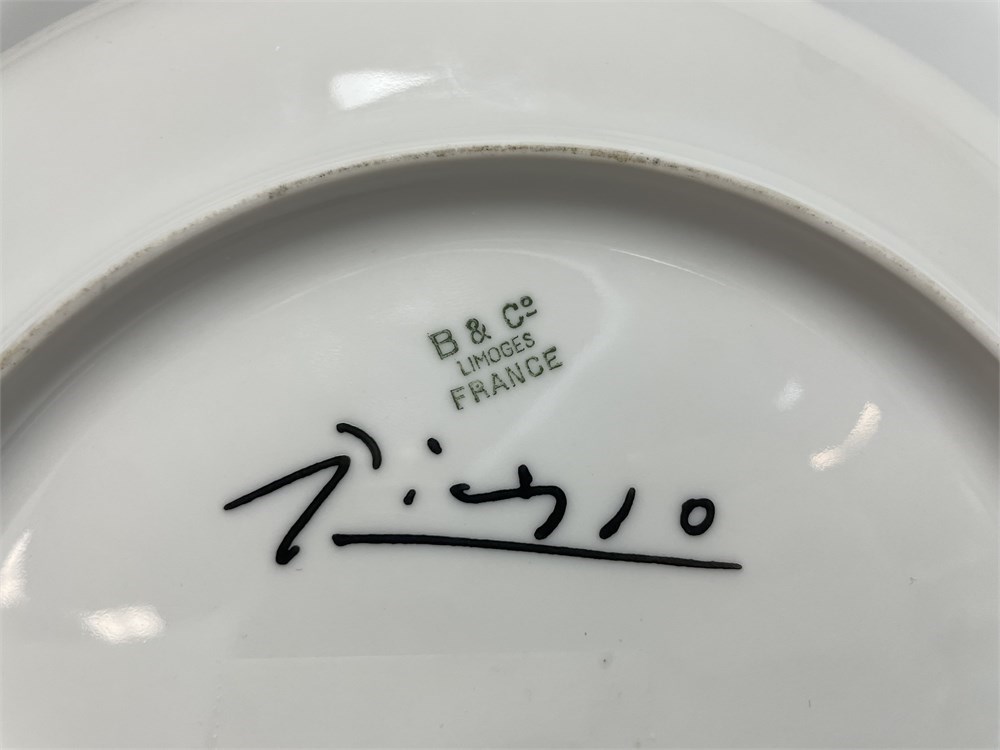 B & Cº
LIMOGES
FRANCE
Picasso